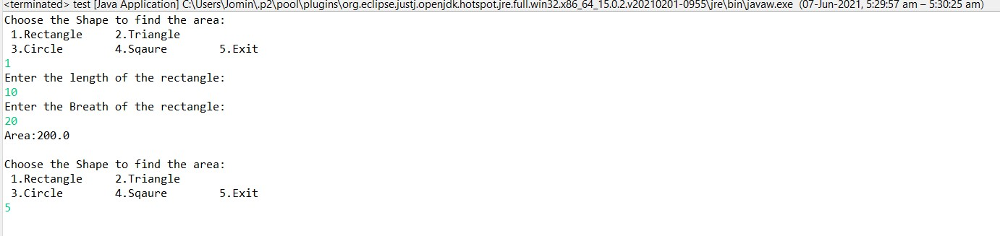 <terminated> test [Java Application] C:\Users\Jomin\.p2\pool\plugins\org.eclipse.justj.openjdk.hotspot.jre.full.win32.x86_64_15.0.2.v20210201-0955\jre\bin\javaw.exe (07-Jun-2021, 5:29:57 am – 5:30:25 am)
Choose the Shape to find the area:
1.Rectangle 2.Triangle
3.Circle 4.Sqaure 5.Exit
1
Enter the length of the rectangle:
10
Enter the Breath of the rectangle:
20
Area:200.0
Choose the Shape to find the area:
1.Rectangle 2.Triangle
3.Circle 4.Sqaure 5.Exit
5